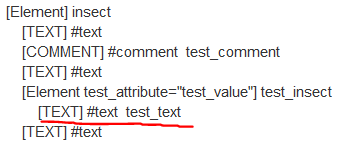 [Element] insect
[TEXT] #text
[COMMENT] #comment  test_comment
[TEXT] #text
[Element test_attribute="test_value"] test_insect
[TEXT] #text  test_text
[TEXT] #text